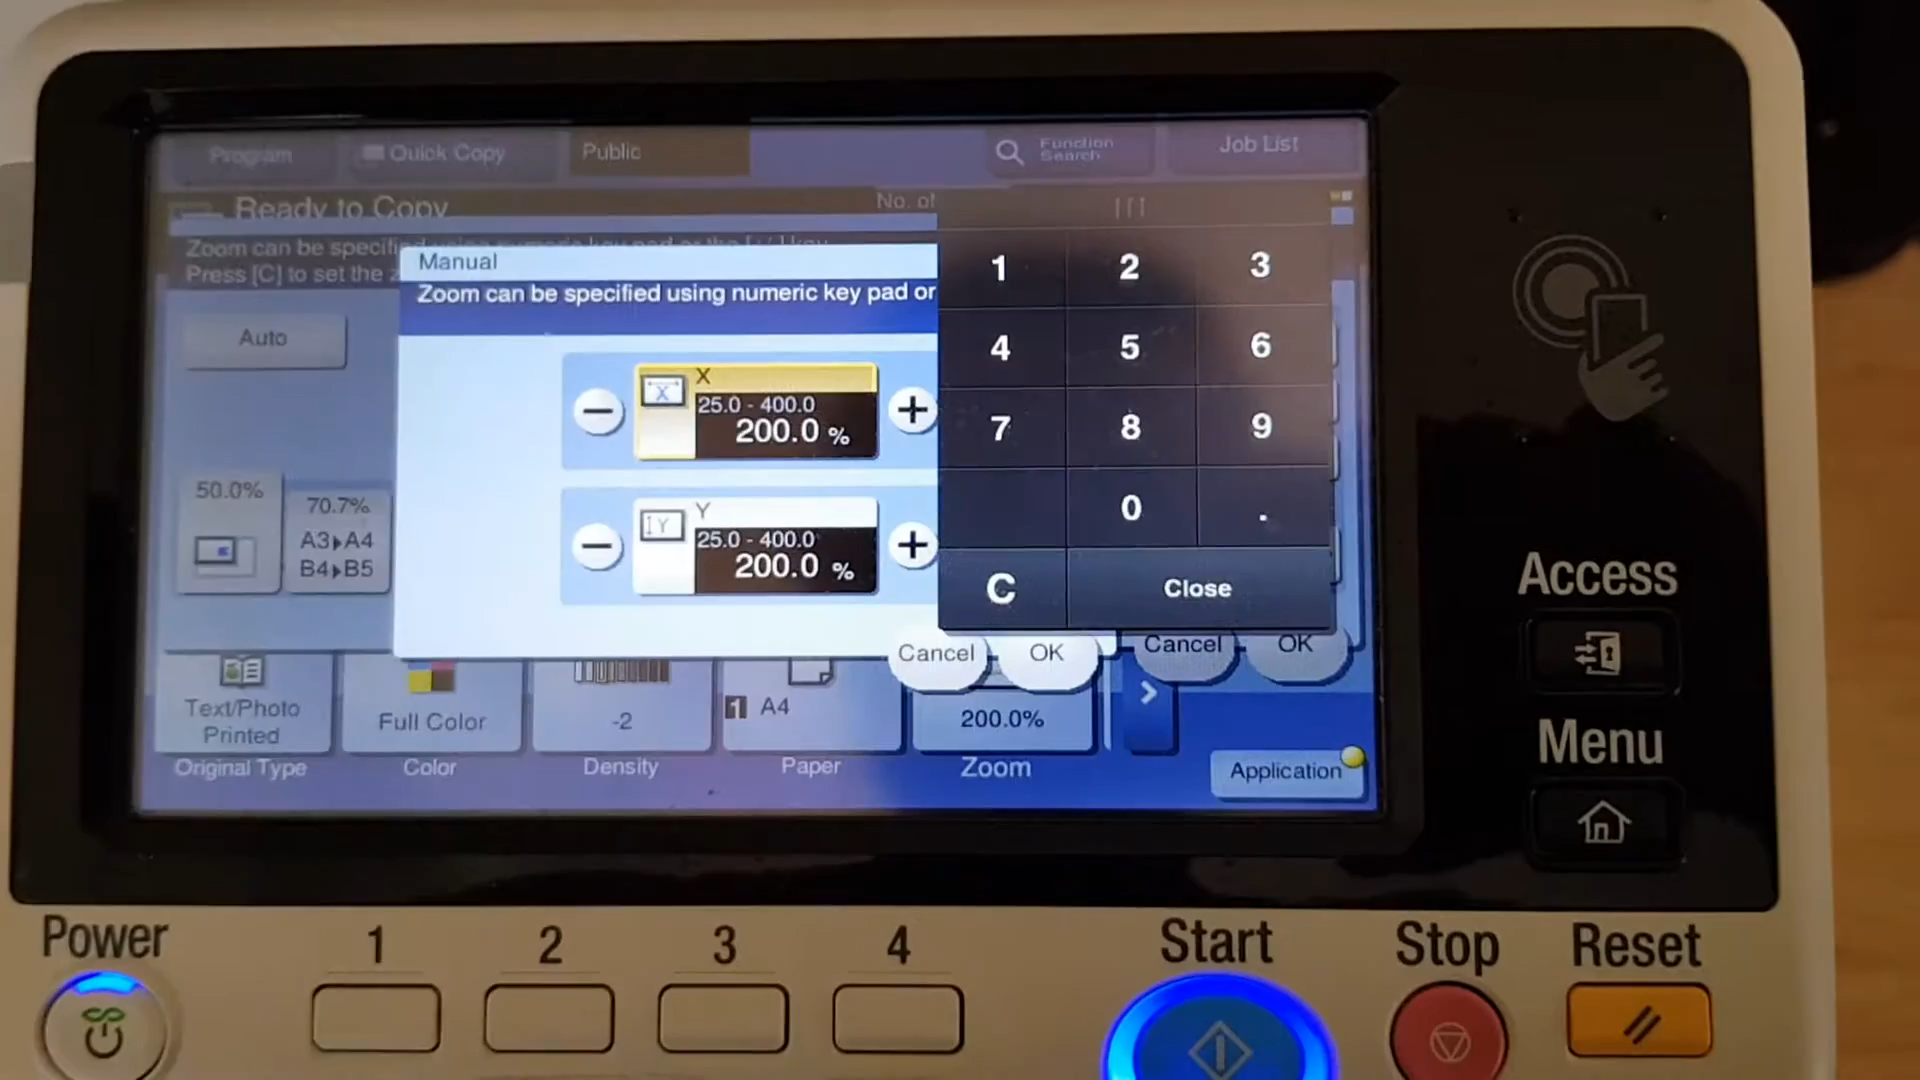 Program
Quick Copy
Public
Function
Search
Job List
Ready to Copy
No. of
Zoom can be specified using numeric key pad or the [+/-] key
Press [C] to set the
Manual
Zoom can be specified using numeric key pad or
Auto
X
25.0 - 400.0
200.0 %
Y
25.0 - 400.0
200.0 %
50.0%
70.7%
A3▸A4
B4▸B5
1
2
3
4
5
6
7
8
9
0
.
C
Close
Cancel
OK
Cancel
OK
Text/Photo
Printed
Full Color
-2
1 A4
200.0%
Original Type
Color
Density
Paper
Zoom
Application
Access
Menu
Power
1
2
3
4
Start
Stop
Reset